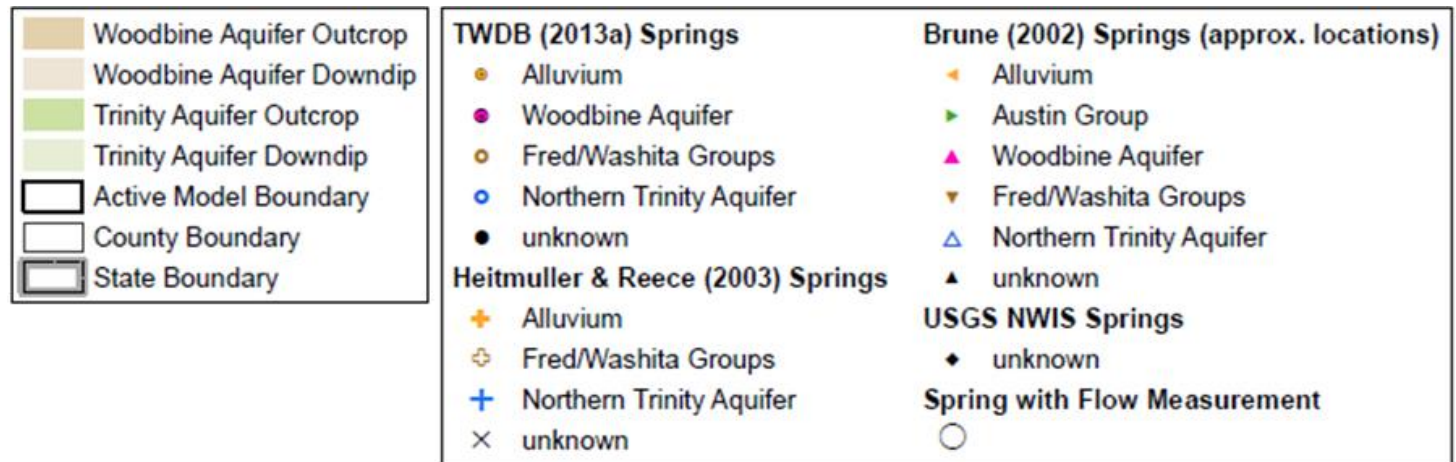 Woodbine Aquifer Outcrop
Woodbine Aquifer Downdip
Trinity Aquifer Outcrop
Trinity Aquifer Downdip
Active Model Boundary
County Boundary
State Boundary
TWDB (2013a) Springs
Alluvium
Woodbine Aquifer
Fred/Washita Groups
Northern Trinity Aquifer
unknown
Heitmuller & Reece (2003) Springs
Alluvium
Fred/Washita Groups
Northern Trinity Aquifer
unknown
Brune (2002) Springs (approx. locations)
Alluvium
Austin Group
Woodbine Aquifer
Fred/Washita Groups
Northern Trinity Aquifer
unknown
USGS NWIS Springs
unknown
Spring with Flow Measurement